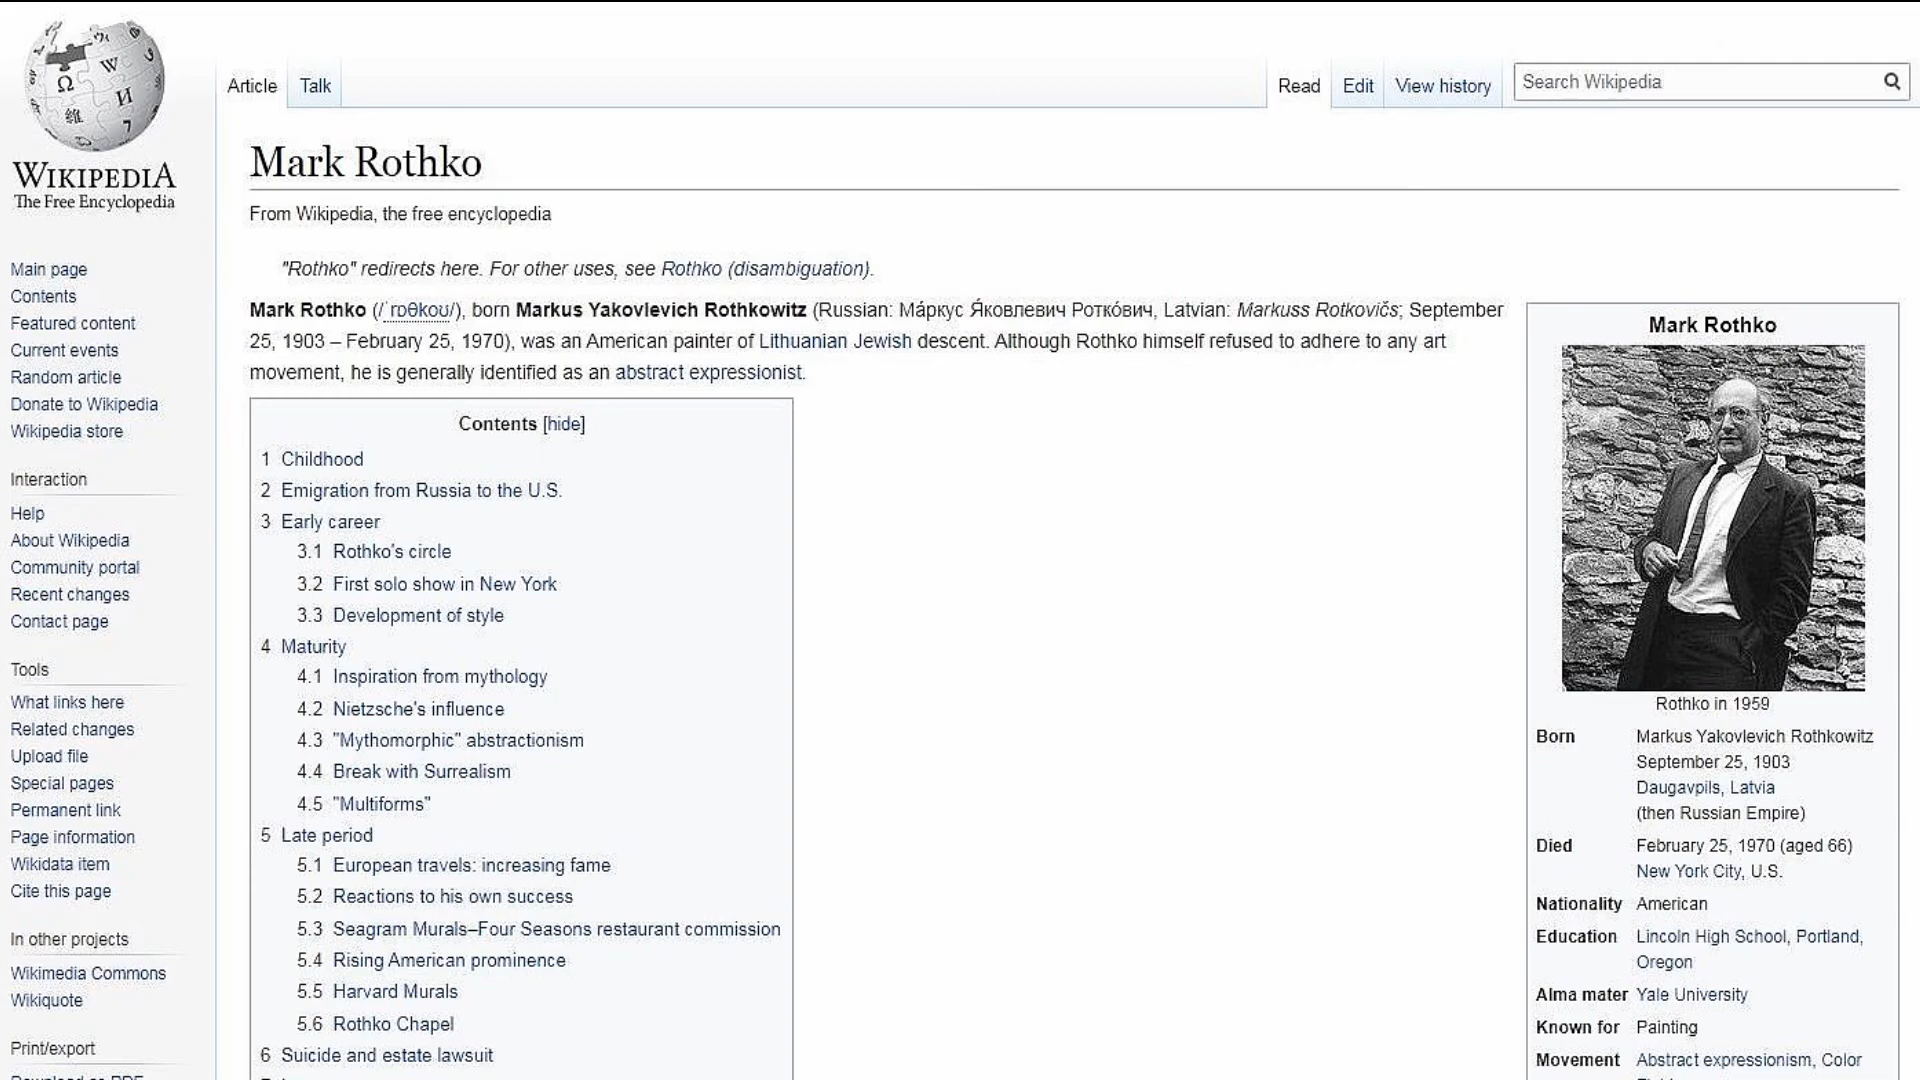 WIKIPEDIA
The Free Encyclopedia
Main page
Contents
Featured content
Current events
Random article
Donate to Wikipedia
Wikipedia store
Interaction
Help
About Wikipedia
Community portal
Recent changes
Contact page
Tools
What links here
Related changes
Upload file
Special pages
Permanent link
Page information
Wikidata item
Cite this page
In other projects
Wikimedia Commons
Wikiquote
Print/export
Article Talk
Read Edit View history Search Wikipedia
Mark Rothko
From Wikipedia, the free encyclopedia
"Rothko" redirects here. For other uses, see Rothko (disambiguation).
Mark Rothko (/ˈrɒθkoʊ/), born Markus Yakovlevich Rothkowitz (Russian: Ма́ркус Я́ковлевич Ротко́вич, Latvian: Markuss Rotkovičs; September
25, 1903 – February 25, 1970), was an American painter of Lithuanian Jewish descent. Although Rothko himself refused to adhere to any art
movement, he is generally identified as an abstract expressionist.
Contents [hide]
1 Childhood
2 Emigration from Russia to the U.S.
3 Early career
3.1 Rothko's circle
3.2 First solo show in New York
3.3 Development of style
4 Maturity
4.1 Inspiration from mythology
4.2 Nietzsche's influence
4.3 "Mythomorphic" abstractionism
4.4 Break with Surrealism
4.5 "Multiforms"
5 Late period
5.1 European travels: increasing fame
5.2 Reactions to his own success
5.3 Seagram Murals–Four Seasons restaurant commission
5.4 Rising American prominence
5.5 Harvard Murals
5.6 Rothko Chapel
6 Suicide and estate lawsuit
Mark Rothko
Rothko in 1959
Born Markus Yakovlevich Rothkowitz
September 25, 1903
Daugavpils, Latvia
(then Russian Empire)
Died February 25, 1970 (aged 66)
New York City, U.S.
Nationality American
Education Lincoln High School, Portland,
Oregon
Alma mater Yale University
Known for Painting
Movement Abstract expressionism, Color